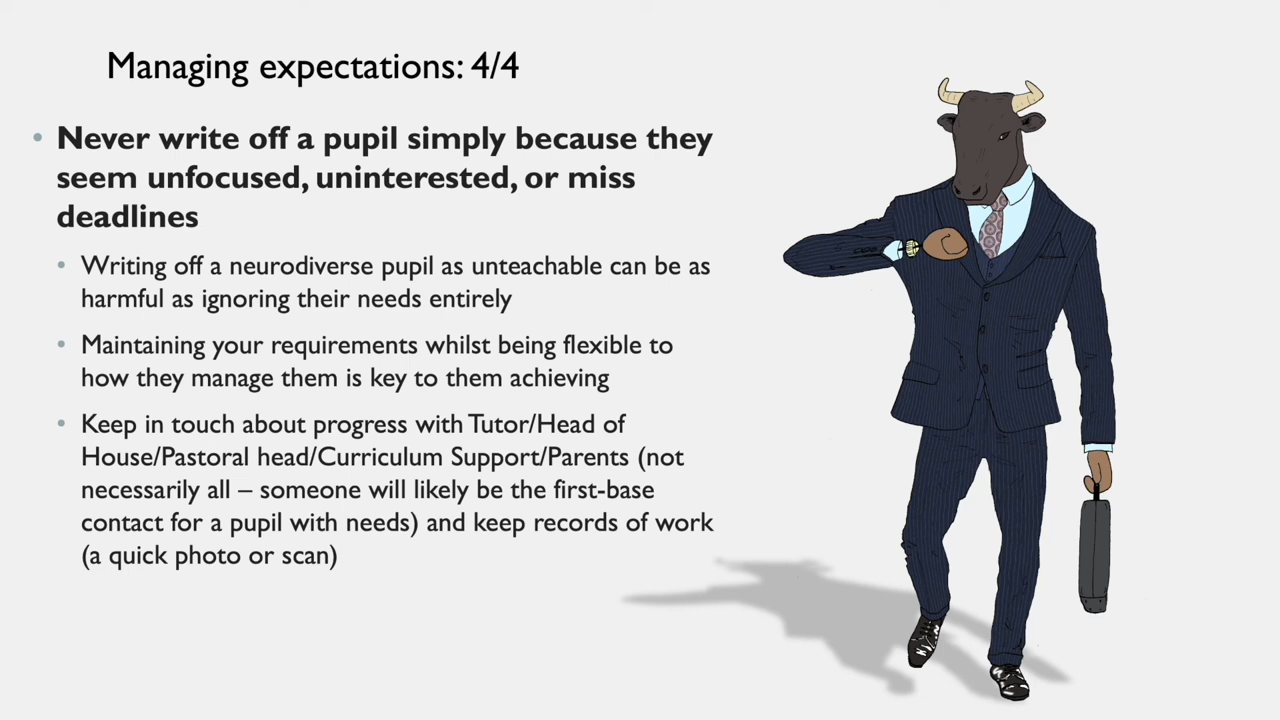 Managing expectations: 4/4
• Never write off a pupil simply because they
seem unfocused, uninterested, or miss
deadlines
• Writing off a neurodiverse pupil as unteachable can be as
harmful as ignoring their needs entirely
• Maintaining your requirements whilst being flexible to
how they manage them is key to them achieving
• Keep in touch about progress with Tutor/Head of
House/Pastoral head/Curriculum Support/Parents (not
necessarily all – someone will likely be the first-base
contact for a pupil with needs) and keep records of work
(a quick photo or scan)